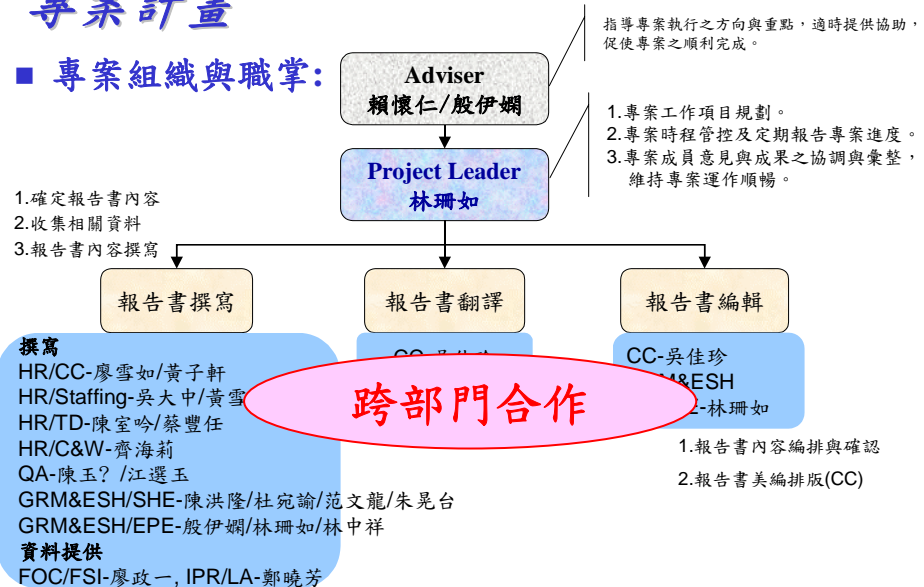 專案計畫
■ 專案組織與職掌:
Adviser
賴懷仁/殷伊嫻
指導專案執行之方向與重點，適時提供協助，
促使專案之順利完成。
Project Leader
林珊如
1.專案工作項目規劃。
2.專案時程管控及定期報告專案進度。
3.專案成員意見與成果之協調與彙整，
維持專案運作順暢。
1.確定報告書內容
2.收集相關資料
3.報告書內容撰寫
報告書撰寫
撰寫
HR/CC-廖雪如/黃子軒
HR/Staffing-吳大中/黃雪
HR/TD-陳室吟/蔡豐任
HR/C&W-齊海莉
QA-陳玉? /江選玉
GRM&ESH/SHE-陳洪隆/杜宛諭/范文龍/朱晃台
GRM&ESH/EPE-殷伊嫻/林珊如/林中祥
資料提供
FOC/FSI-廖政一, IPR/LA-鄭曉芳
報告書翻譯
跨部門合作
報告書編輯
CC-吳佳珍
M&ESH
-林珊如
1.報告書內容編排與確認
2.報告書美編排版(CC)